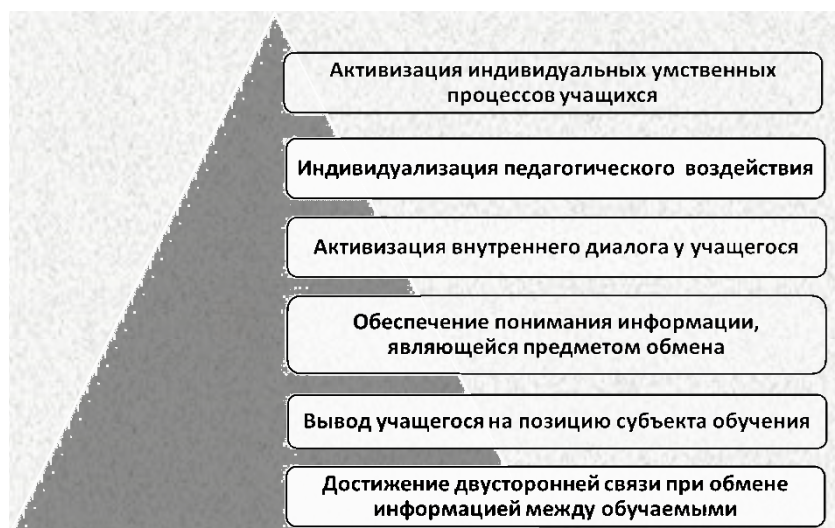 Активизация индивидуальных умственных
процессов учащихся
Индивидуализация педагогического воздействия
Активизация внутреннего диалога у учащегося
Обеспечение понимания информации,
являющейся предметом обмена
Вывод учащегося на позицию субъекта обучения
Достижение двусторонней связи при обмене
информацией между обучаемыми